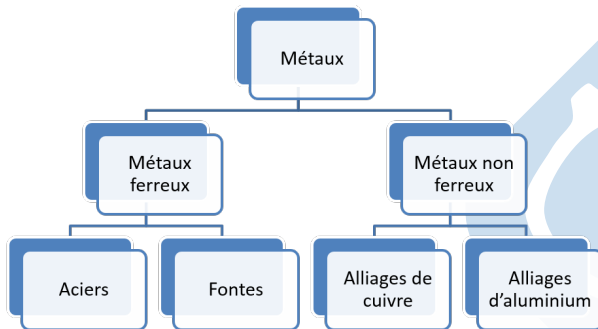 Métaux
Métaux
ferreux
Métaux non
ferreux
Aciers
Fontes
Alliages de
cuivre
Alliages
d’aluminium